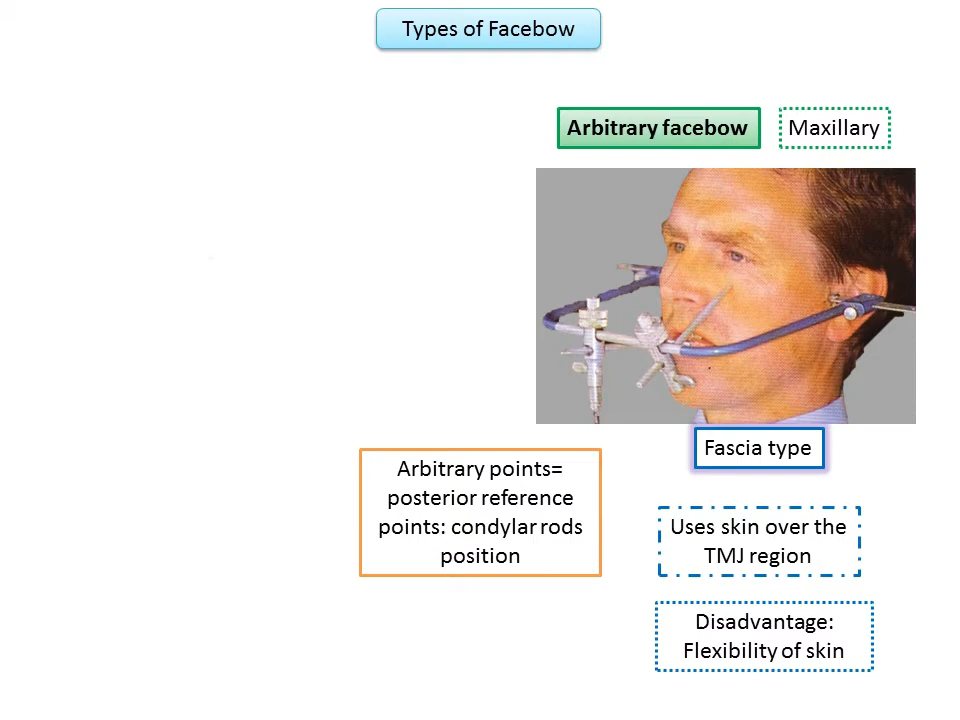 Types of Facebow
Arbitrary facebow
Maxillary
Fascia type
Arbitrary points=
posterior reference
points: condylar rods
position
Uses skin over the
TMJ region
Disadvantage:
Flexibility of skin